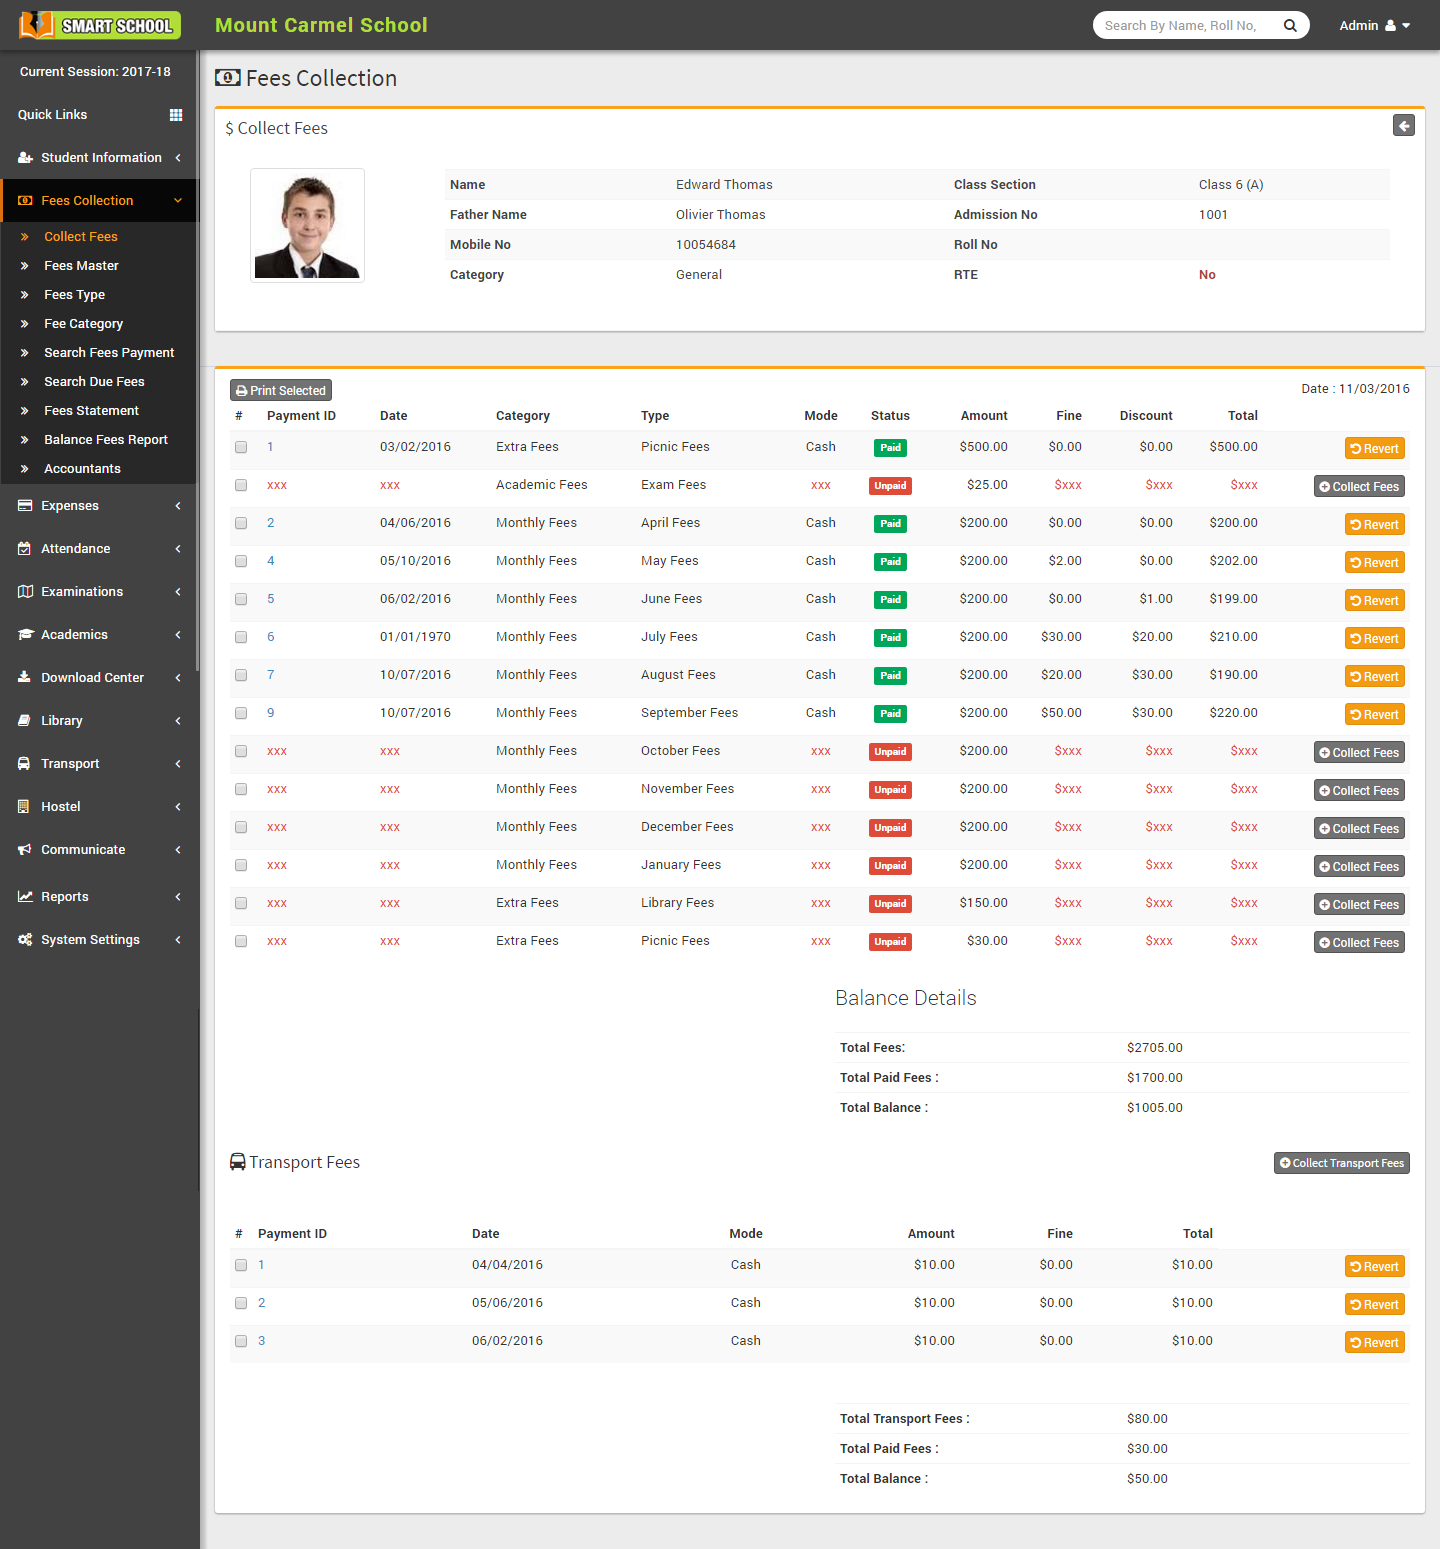 SMART SCHOOL
Mount Carmel School
Search By Name, Roll No,
Admin
Current Session: 2017-18
Quick Links
Student Information
Fees Collection
Collect Fees
Fees Master
Fees Type
Fee Category
Search Fees Payment
Search Due Fees
Fees Statement
Balance Fees Report
Accountants
Expenses
Attendance
Examinations
Academics
Download Center
Library
Transport
Hostel
Communicate
Reports
System Settings
Fees Collection
$ Collect Fees
Name Edward Thomas Class Section Class 6 (A)
Father Name Olivier Thomas Admission No 1001
Mobile No 10054684 Roll No
Category General RTE No
Print Selected Date : 11/03/2016
# Payment ID Date Category Type Mode Status Amount Fine Discount Total
1 03/02/2016 Extra Fees Picnic Fees Cash Paid $500.00 $0.00 $0.00 $500.00 Revert
xxx xxx Academic Fees Exam Fees xxx Unpaid $25.00 $xxx $xxx $xxx Collect Fees
2 04/06/2016 Monthly Fees April Fees Cash Paid $200.00 $0.00 $0.00 $200.00 Revert
4 05/10/2016 Monthly Fees May Fees Cash Paid $200.00 $2.00 $0.00 $202.00 Revert
5 06/02/2016 Monthly Fees June Fees Cash Paid $200.00 $0.00 $1.00 $199.00 Revert
6 01/01/1970 Monthly Fees July Fees Cash Paid $200.00 $30.00 $20.00 $210.00 Revert
7 10/07/2016 Monthly Fees August Fees Cash Paid $200.00 $20.00 $30.00 $190.00 Revert
9 10/07/2016 Monthly Fees September Fees Cash Paid $200.00 $50.00 $30.00 $220.00 Revert
xxx xxx Monthly Fees October Fees xxx Unpaid $200.00 $xxx $xxx $xxx Collect Fees
xxx xxx Monthly Fees November Fees xxx Unpaid $200.00 $xxx $xxx $xxx Collect Fees
xxx xxx Monthly Fees December Fees xxx Unpaid $200.00 $xxx $xxx $xxx Collect Fees
xxx xxx Monthly Fees January Fees xxx Unpaid $200.00 $xxx $xxx $xxx Collect Fees
xxx xxx Extra Fees Library Fees xxx Unpaid $150.00 $xxx $xxx $xxx Collect Fees
xxx xxx Extra Fees Picnic Fees xxx Unpaid $30.00 $xxx $xxx $xxx Collect Fees
Balance Details
Total Fees: $2705.00
Total Paid Fees : $1700.00
Total Balance : $1005.00
Transport Fees Collect Transport Fees
# Payment ID Date Mode Amount Fine Total
1 04/04/2016 Cash $10.00 $0.00 $10.00 Revert
2 05/06/2016 Cash $10.00 $0.00 $10.00 Revert
3 06/02/2016 Cash $10.00 $0.00 $10.00 Revert
Total Transport Fees : $80.00
Total Paid Fees : $30.00
Total Balance : $50.00